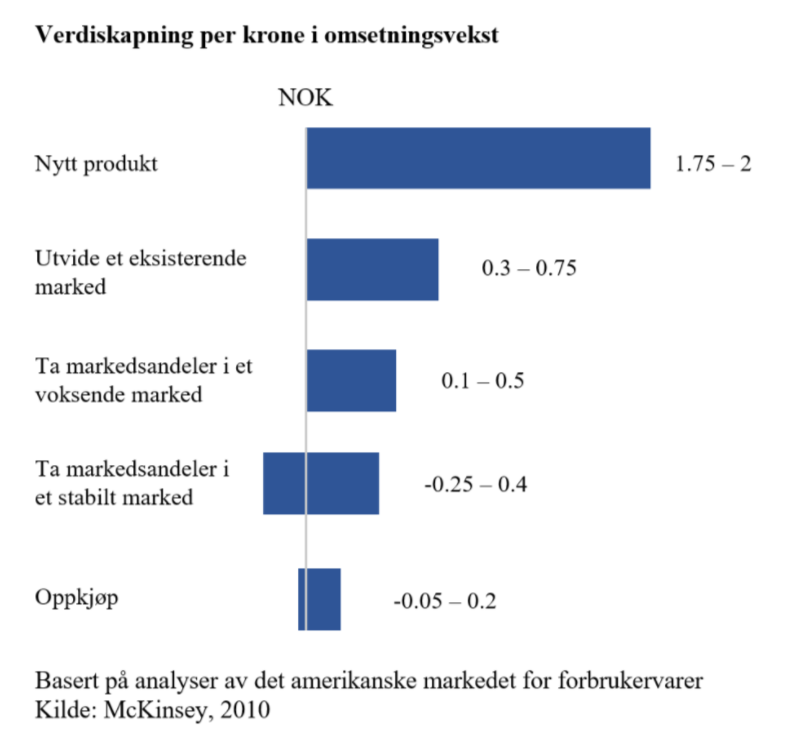 Verdiskapning per krone i omsetningsvekst
NOK
Nytt produkt
1.75 – 2
Utvide et eksisterende
marked
0.3 – 0.75
Ta markedsandeler i et
voksende marked
0.1 – 0.5
Ta markedsandeler i
et stabilt marked
-0.25 – 0.4
Oppkjøp
-0.05 – 0.2
Basert på analyser av det amerikanske markedet for forbrukervarer
Kilde: McKinsey, 2010